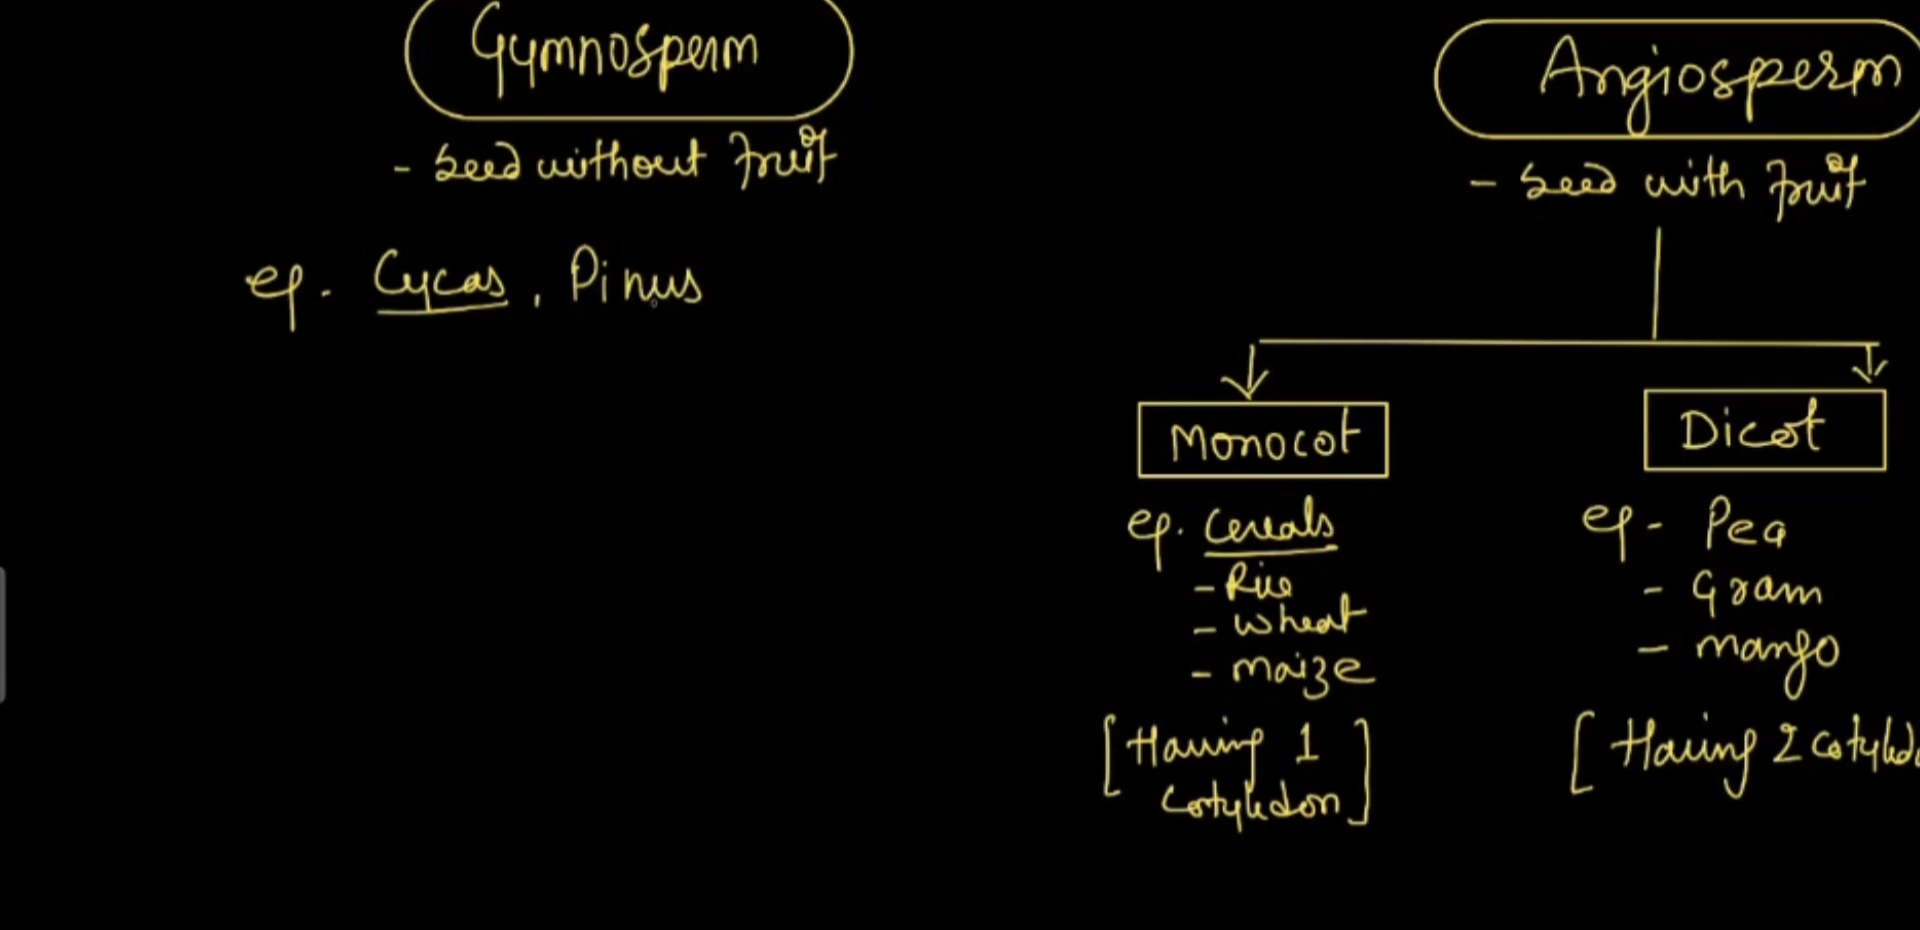 Gymnosperm
- seed without fruit
eg. Cycas, Pinus
Angiosperm
- seed with fruit
Monocot
eg. Cereals
- Rice
- wheat
- maize
[Having 1
cotyledon]
Dicot
eg - Pea
- Gram
- mango
[Having 2 cotyledo